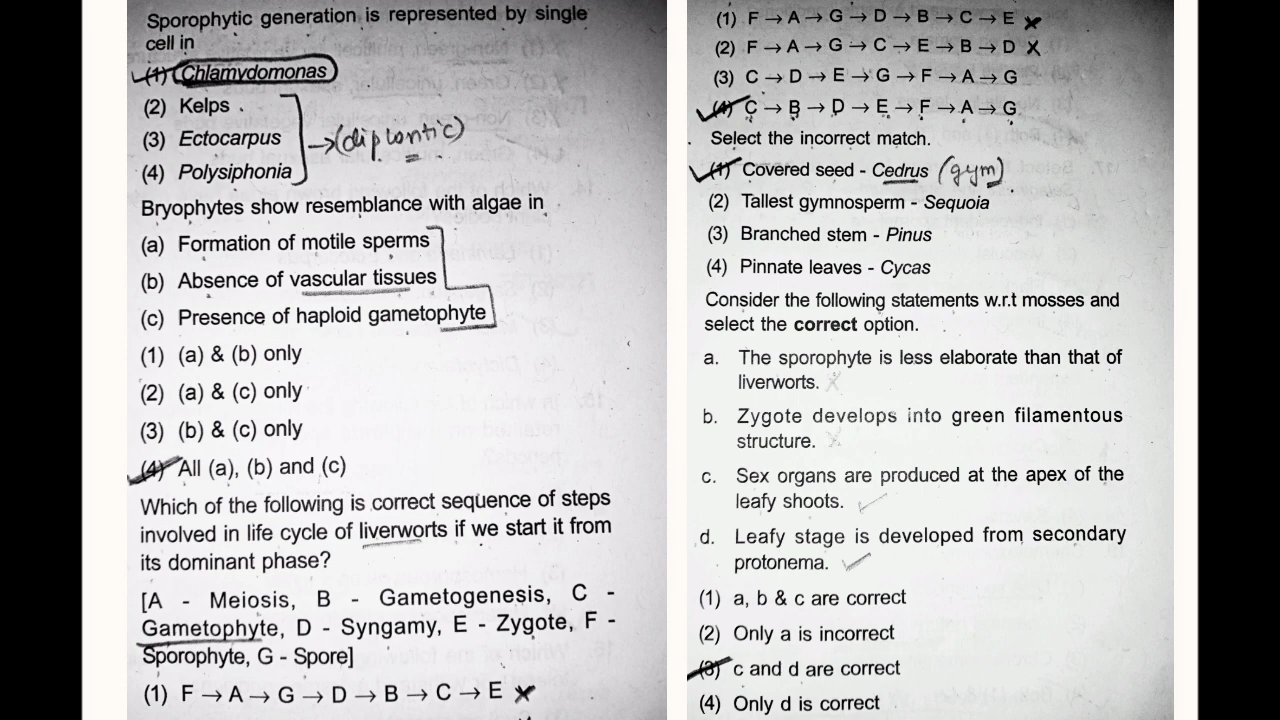 Sporophytic generation is represented by single
cell in
(1) Chlamydomonas
(2) Kelps
(3) Ectocarpus
(4) Polysiphonia
→(diplontic)
Bryophytes show resemblance with algae in
(a) Formation of motile sperms
(b) Absence of vascular tissues
(c) Presence of haploid gametophyte
(1) (a) & (b) only
(2) (a) & (c) only
(3) (b) & (c) only
(4) All (a), (b) and (c)
Which of the following is correct sequence of steps
involved in life cycle of liverworts if we start it from
its dominant phase?
[A - Meiosis, B - Gametogenesis, C -
Gametophyte, D - Syngamy, E - Zygote, F -
Sporophyte, G - Spore]
(1) F → A → G → D → B → C → E ×
(1) F → A → G → D → B → C → E ×
(2) F → A → G → C → E → B → D ×
(3) C → D → E → G → F → A → G
(4) C → B → D → E → F → A → G
Select the incorrect match.
(1) Covered seed - Cedrus (gym)
(2) Tallest gymnosperm - Sequoia
(3) Branched stem - Pinus
(4) Pinnate leaves - Cycas
Consider the following statements w.r.t mosses and
select the correct option.
a. The sporophyte is less elaborate than that of
liverworts. ×
b. Zygote develops into green filamentous
structure. ×
c. Sex organs are produced at the apex of the
leafy shoots. ✓
d. Leafy stage is developed from secondary
protonema. ✓
(1) a, b & c are correct
(2) Only a is incorrect
(3) c and d are correct
(4) Only d is correct